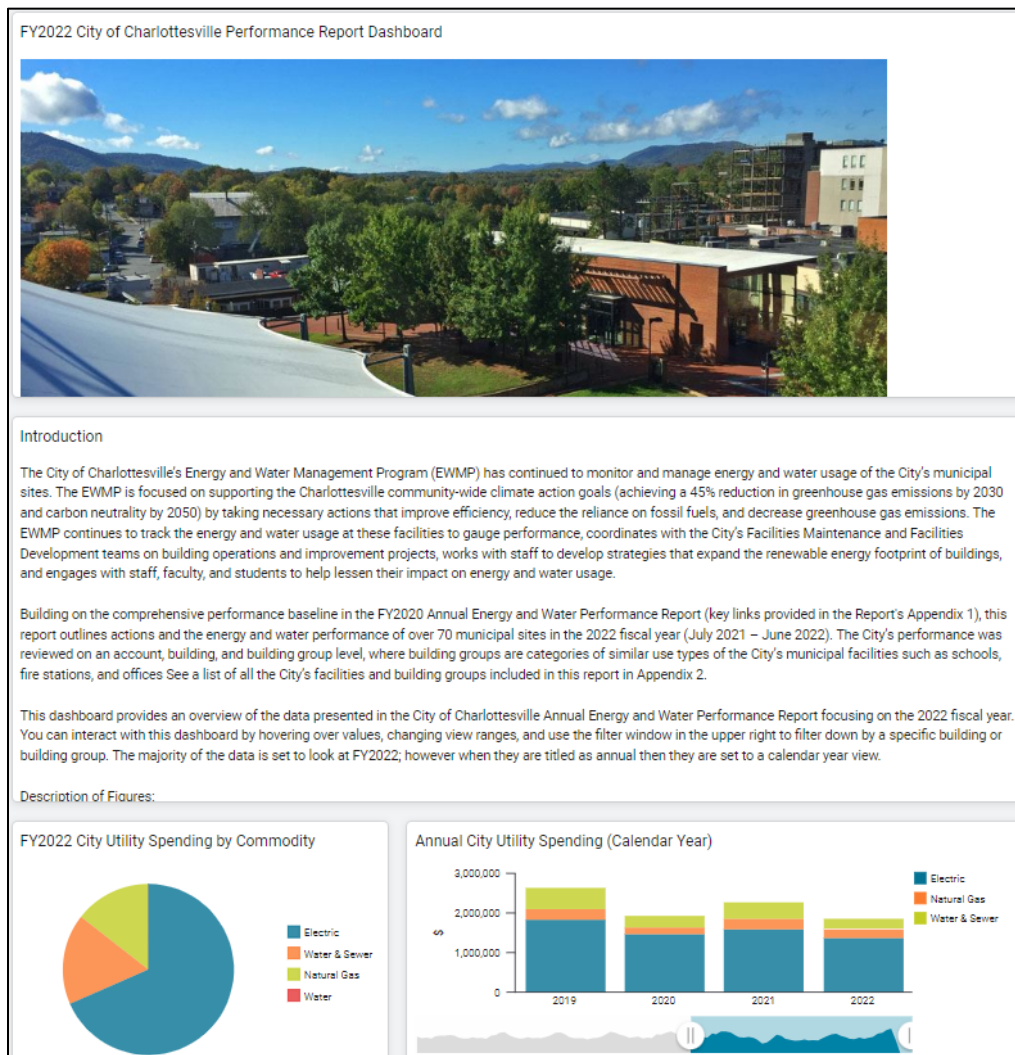 FY2022 City of Charlottesville Performance Report Dashboard
Introduction
The City of Charlottesville's Energy and Water Management Program (EWMP) has continued to monitor and manage energy and water usage of the City's municipal
sites. The EWMP is focused on supporting the Charlottesville community-wide climate action goals (achieving a 45% reduction in greenhouse gas emissions by 2030
and carbon neutrality by 2050) by taking necessary actions that improve efficiency, reduce the reliance on fossil fuels, and decrease greenhouse gas emissions. The
EWMP continues to track the energy and water usage at these facilities to gauge performance, coordinates with the City's Facilities Maintenance and Facilities
Development teams on building operations and improvement projects, works with staff to develop strategies that expand the renewable energy footprint of buildings,
and engages with staff, faculty, and students to help lessen their impact on energy and water usage.
Building on the comprehensive performance baseline in the FY2020 Annual Energy and Water Performance Report (key links provided in the Report's Appendix 1), this
report outlines actions and the energy and water performance of over 70 municipal sites in the 2022 fiscal year (July 2021 – June 2022). The City's performance was
reviewed on an account, building, and building group level, where building groups are categories of similar use types of the City's municipal facilities such as schools,
fire stations, and offices See a list of all the City's facilities and building groups included in this report in Appendix 2.
This dashboard provides an overview of the data presented in the City of Charlottesville Annual Energy and Water Performance Report focusing on the 2022 fiscal year.
You can interact with this dashboard by hovering over values, changing view ranges, and use the filter window in the upper right to filter down by a specific building or
building group. The majority of the data is set to look at FY2022; however when they are titled as annual then they are set to a calendar year view.
Description of Figures:
FY2022 City Utility Spending by Commodity
Electric
Water & Sewer
Natural Gas
Water
Annual City Utility Spending (Calendar Year)
3,000,000
2,000,000
1,000,000
0
$
2019 2020 2021 2022
Electric
Natural Gas
Water & Sewer